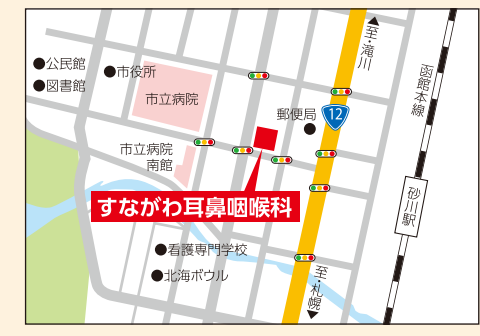 至・滝川
函館本線
公民館
市役所
図書館
市立病院
郵便局
12
市立病院
南館
すながわ耳鼻咽喉科
砂川駅
看護専門学校
北海ボウル
至・札幌